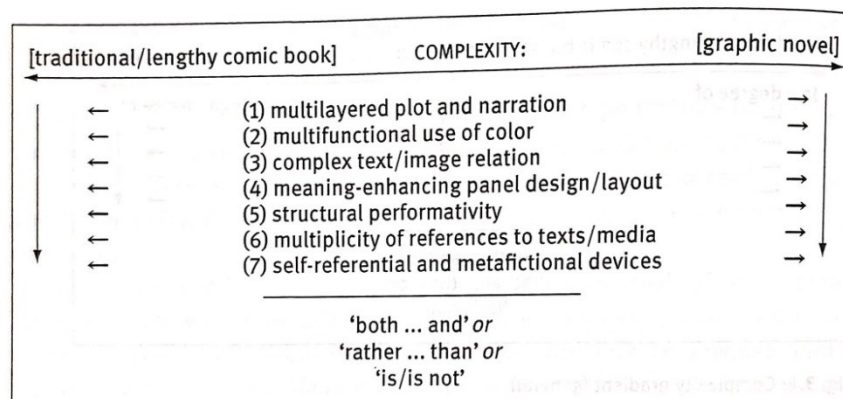 [traditional/lengthy comic book] COMPLEXITY: [graphic novel]
← (1) multilayered plot and narration →
← (2) multifunctional use of color →
← (3) complex text/image relation →
← (4) meaning-enhancing panel design/layout →
← (5) structural performativity →
← (6) multiplicity of references to texts/media →
← (7) self-referential and metafictional devices →
‘both ... and’ or
‘rather ... than’ or
‘is/is not’